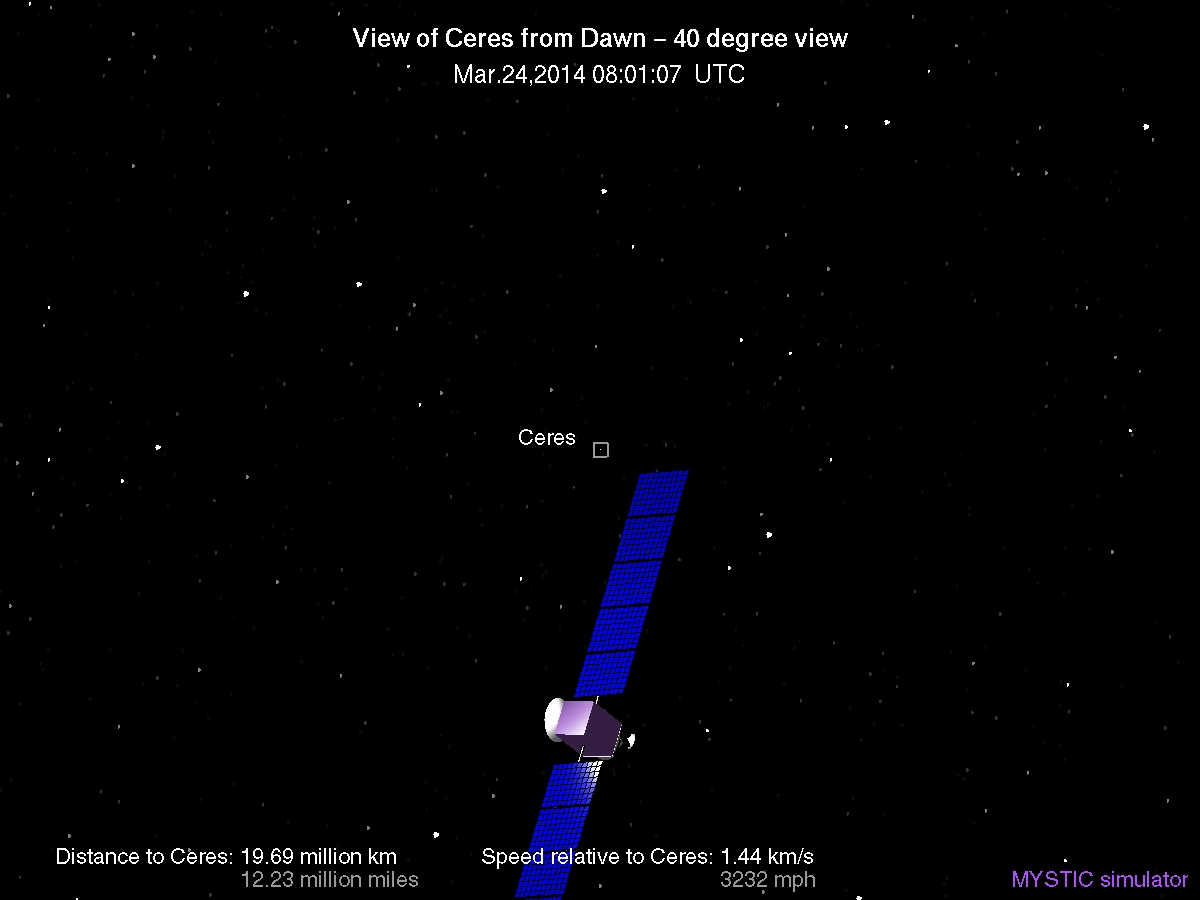 View of Ceres from Dawn – 40 degree view
Mar.24,2014 08:01:07 UTC
Ceres
Distance to Ceres: 19.69 million km
12.23 million miles
Speed relative to Ceres: 1.44 km/s
3232 mph
MYSTIC simulator